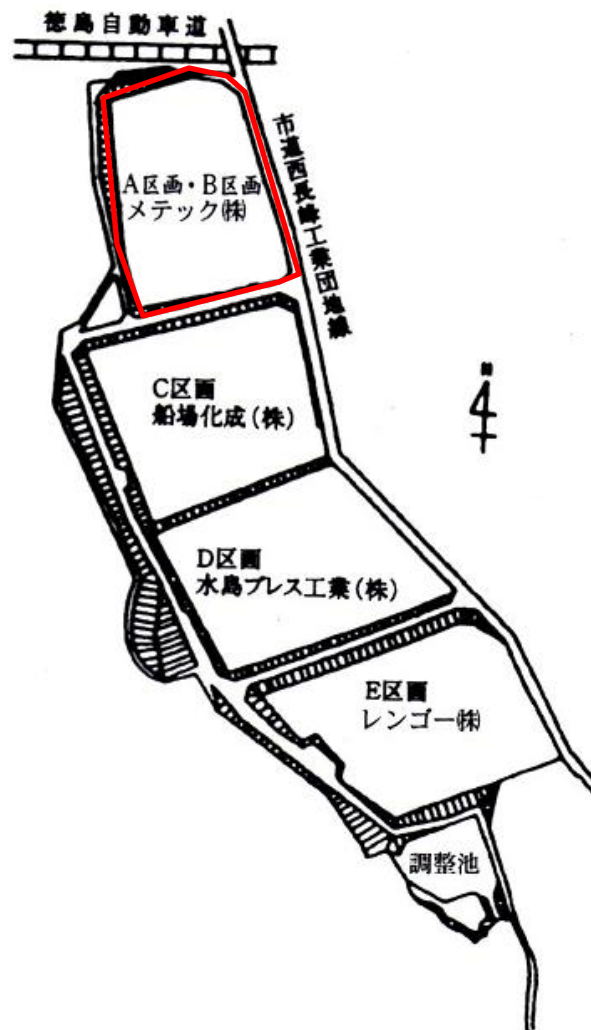 徳島自動車道
市道西長峰工業団地線
A区画・B区画
メテック㈱
C区画
船場化成(株)
D区画
水島プレス工業(株)
E区画
レンゴー㈱
調整池